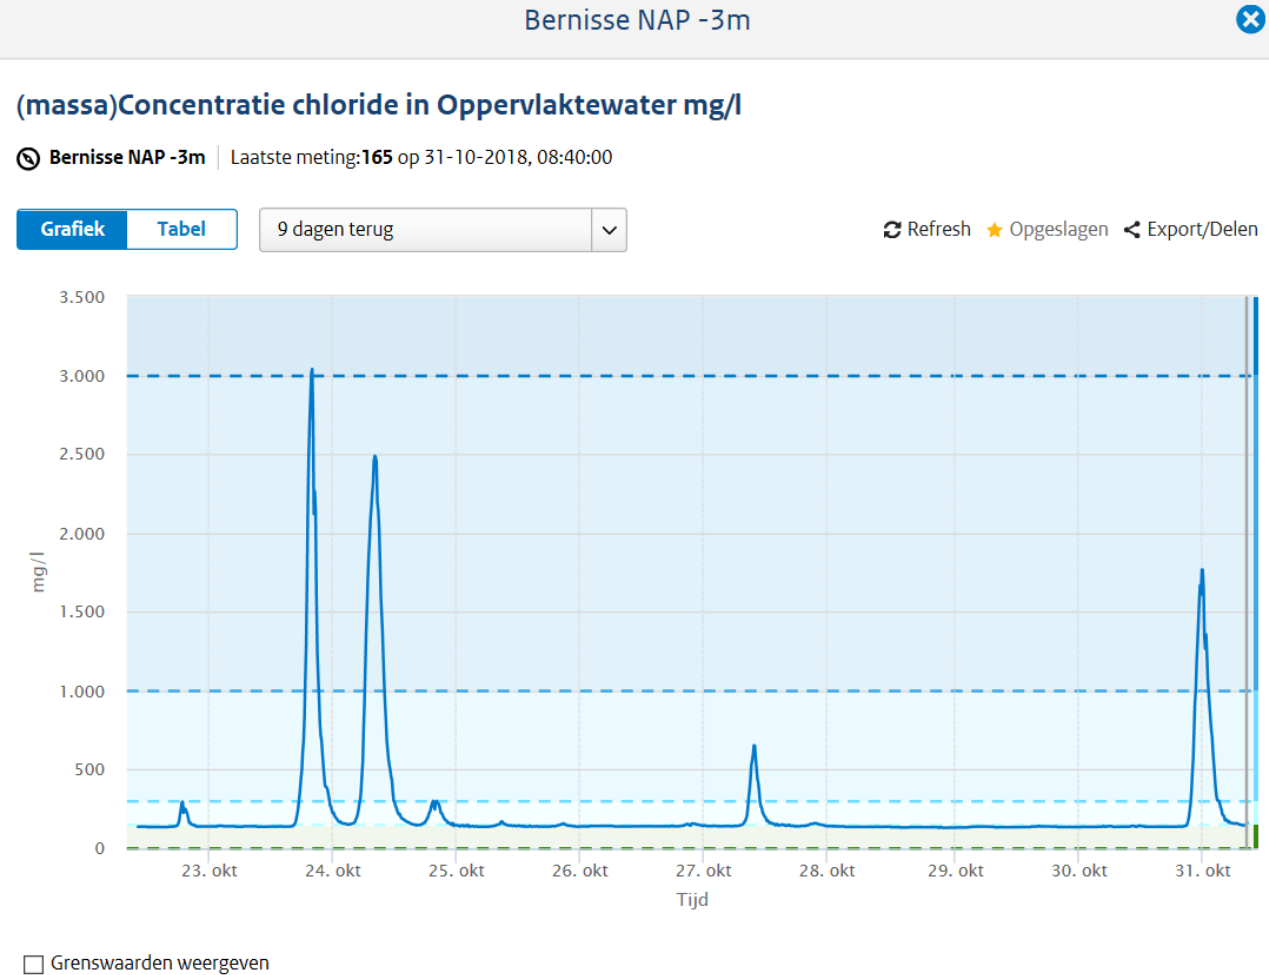 Bernisse NAP -3m
(massa)Concentratie chloride in Oppervlaktewater mg/l
Bernisse NAP -3m Laatste meting:165 op 31-10-2018, 08:40:00
Grafiek Tabel 9 dagen terug Refresh Opgeslagen Export/Delen
3.500
3.000
2.500
2.000
1.500
1.000
500
0
mg/l
23. okt 24. okt 25. okt 26. okt 27. okt 28. okt 29. okt 30. okt 31. okt
Tijd
Grenswaarden weergeven